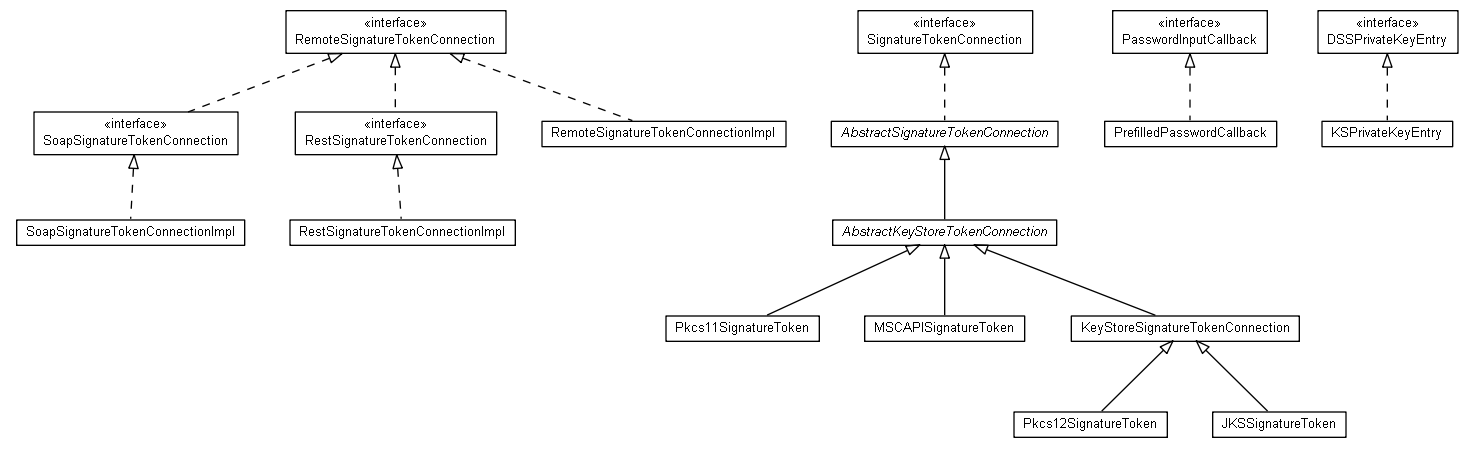 «interface»
RemoteSignatureTokenConnection
«interface»
SignatureTokenConnection
«interface»
PasswordInputCallback
«interface»
DSSPrivateKeyEntry
«interface»
SoapSignatureTokenConnection
«interface»
RestSignatureTokenConnection
RemoteSignatureTokenConnectionImpl
AbstractSignatureTokenConnection
PrefilledPasswordCallback
KSPrivateKeyEntry
SoapSignatureTokenConnectionImpl
RestSignatureTokenConnectionImpl
AbstractKeyStoreTokenConnection
Pkcs11SignatureToken
MSCAPISignatureToken
KeyStoreSignatureTokenConnection
Pkcs12SignatureToken
JKSSignatureToken